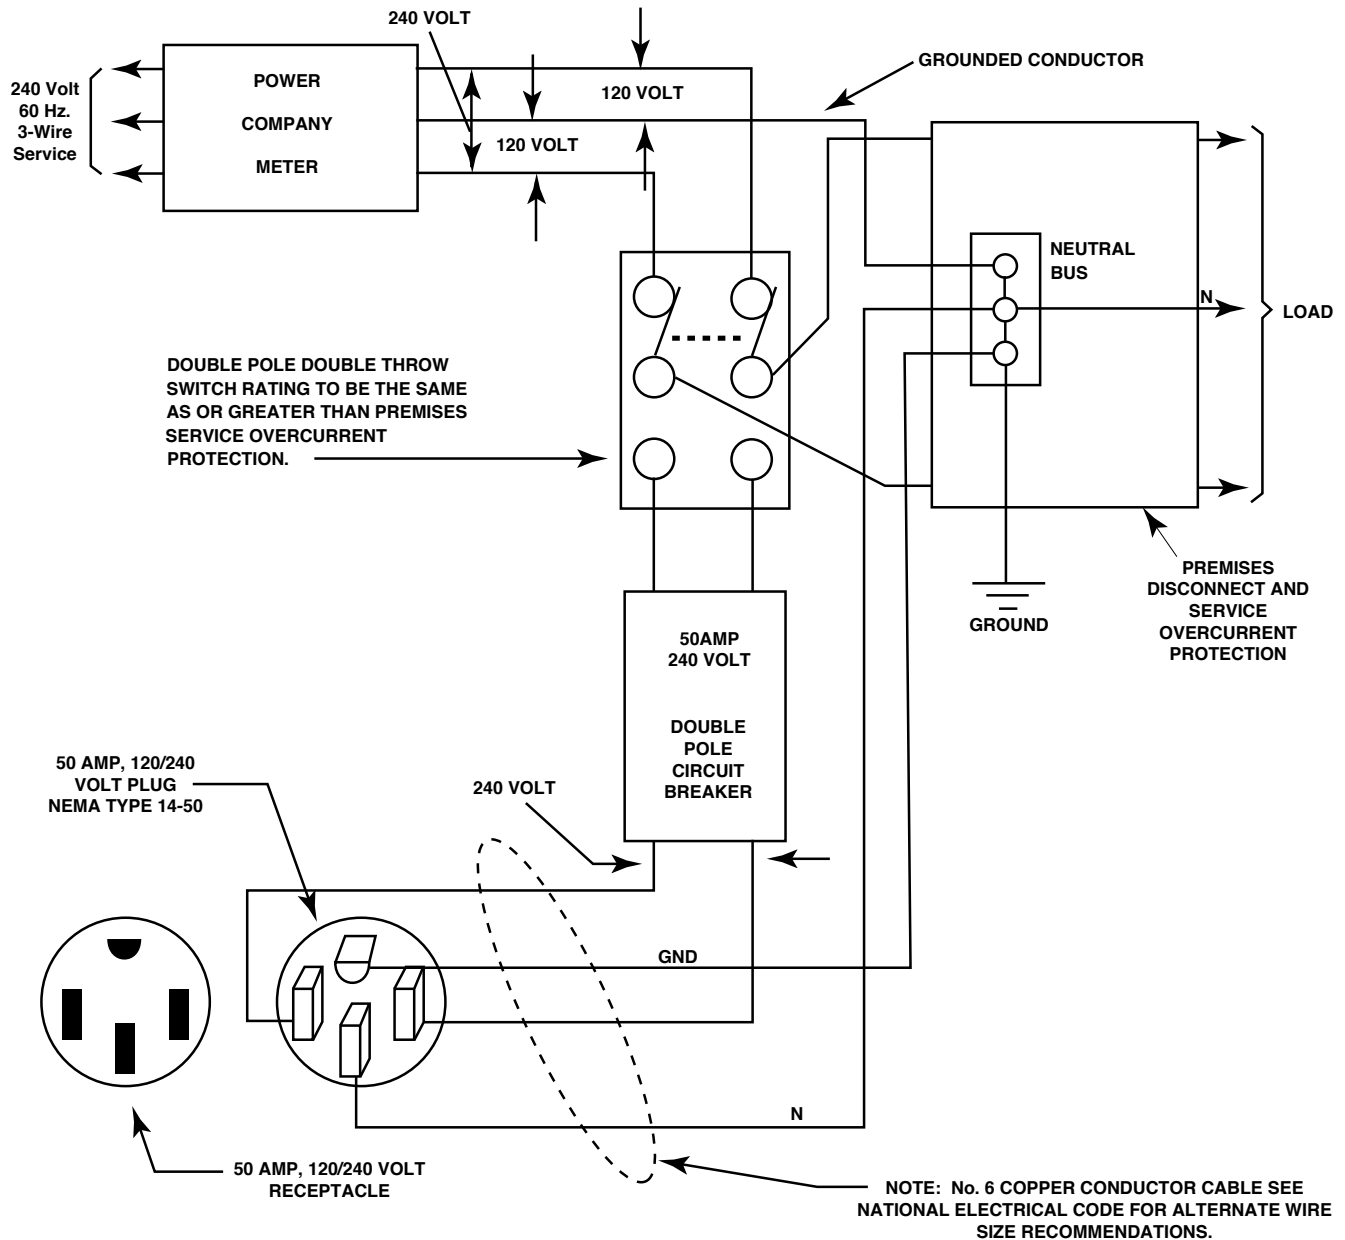 240 VOLT
GROUNDED CONDUCTOR
240 Volt
60 Hz.
3-Wire
Service
POWER
COMPANY
METER
120 VOLT
120 VOLT
NEUTRAL
BUS
N
LOAD
DOUBLE POLE DOUBLE THROW
SWITCH RATING TO BE THE SAME
AS OR GREATER THAN PREMISES
SERVICE OVERCURRENT
PROTECTION.
GROUND
PREMISES
DISCONNECT AND
SERVICE
OVERCURRENT
PROTECTION
50AMP
240 VOLT
DOUBLE
POLE
CIRCUIT
BREAKER
50 AMP, 120/240
VOLT PLUG
NEMA TYPE 14-50
240 VOLT
GND
N
50 AMP, 120/240 VOLT
RECEPTACLE
NOTE: No. 6 COPPER CONDUCTOR CABLE SEE
NATIONAL ELECTRICAL CODE FOR ALTERNATE WIRE
SIZE RECOMMENDATIONS.